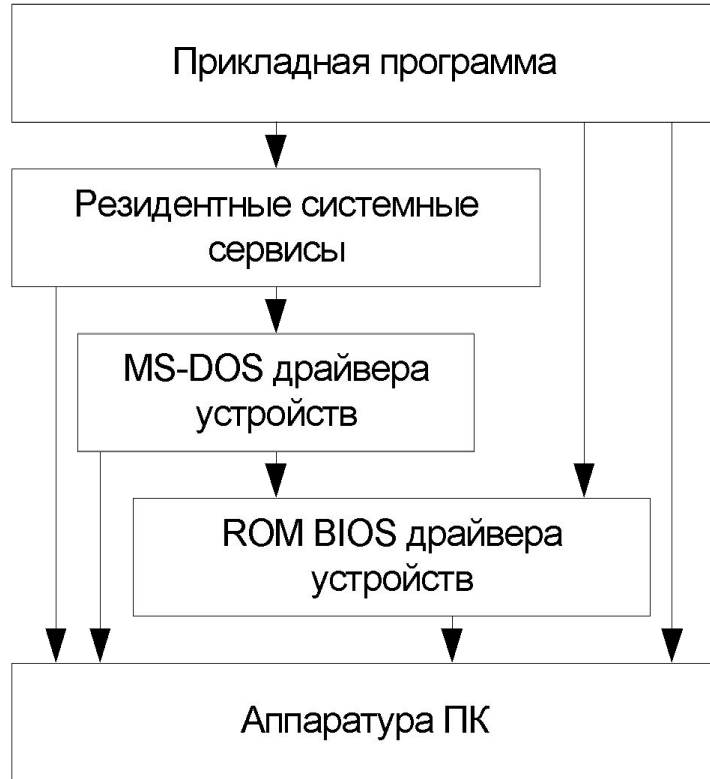 Прикладная программа
Резидентные системные
сервисы
MS-DOS драйвера
устройств
ROM BIOS драйвера
устройств
Аппаратура ПК